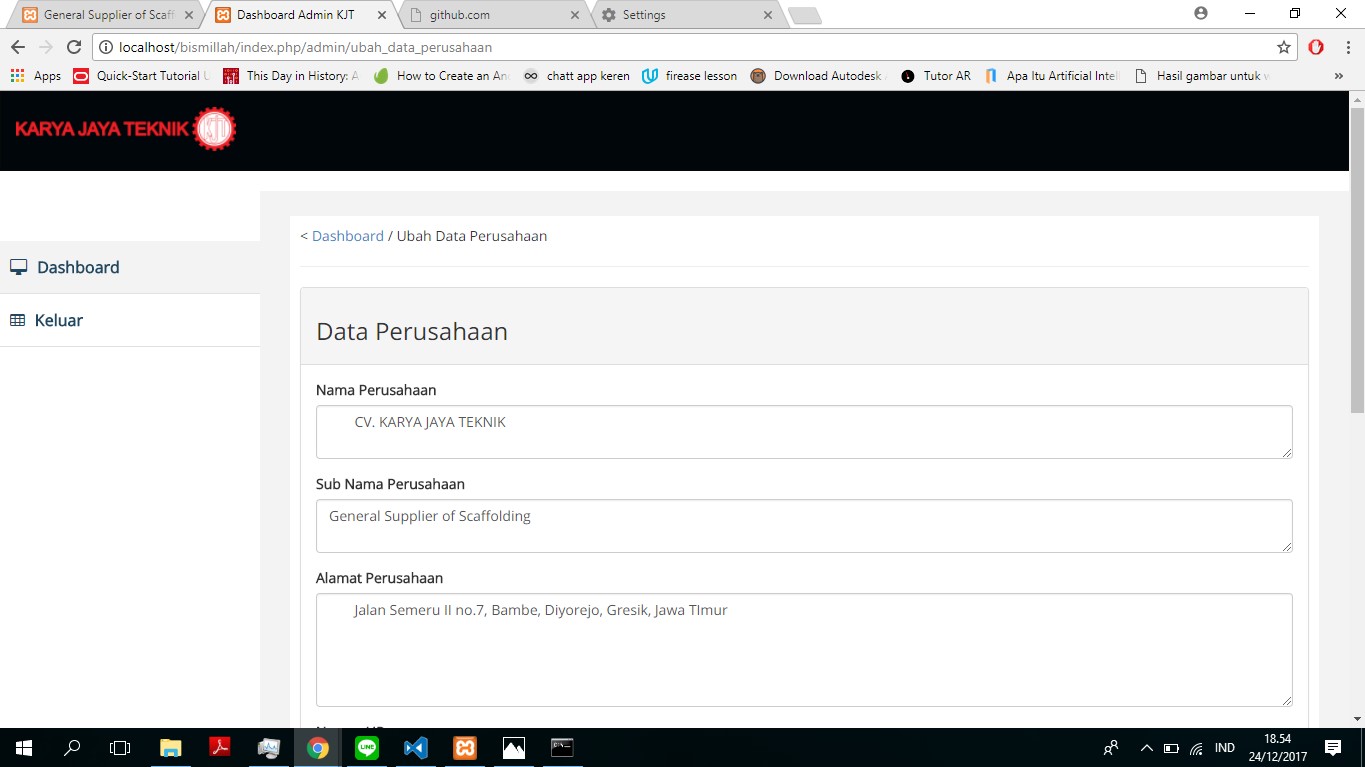 General Supplier of Scaff
Dashboard Admin KJT
github.com
Settings
localhost/bismillah/index.php/admin/ubah_data_perusahaan
Apps
Quick-Start Tutorial
This Day in History:
How to Create an
chatt app keren
firease lesson
Download Autodesk
Tutor AR
Apa Itu Artificial Intel
Hasil gambar untuk
»
KARYA JAYA TEKNIK KJT
< Dashboard / Ubah Data Perusahaan
Dashboard
Keluar
Data Perusahaan
Nama Perusahaan
CV. KARYA JAYA TEKNIK
Sub Nama Perusahaan
General Supplier of Scaffolding
Alamat Perusahaan
Jalan Semeru II no.7, Bambe, Diyorejo, Gresik, Jawa TImur
LINE
IND
18.54
24/12/2017